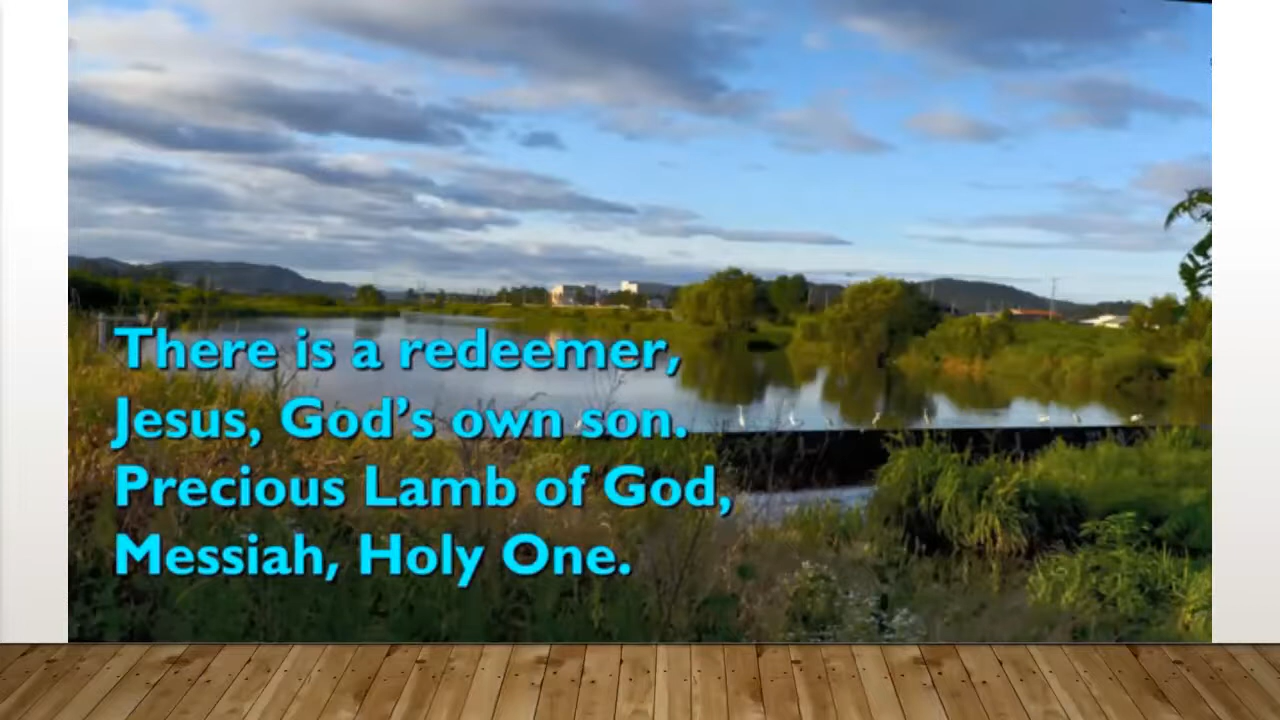 There is a redeemer,
Jesus, God’s own son.
Precious Lamb of God,
Messiah, Holy One.